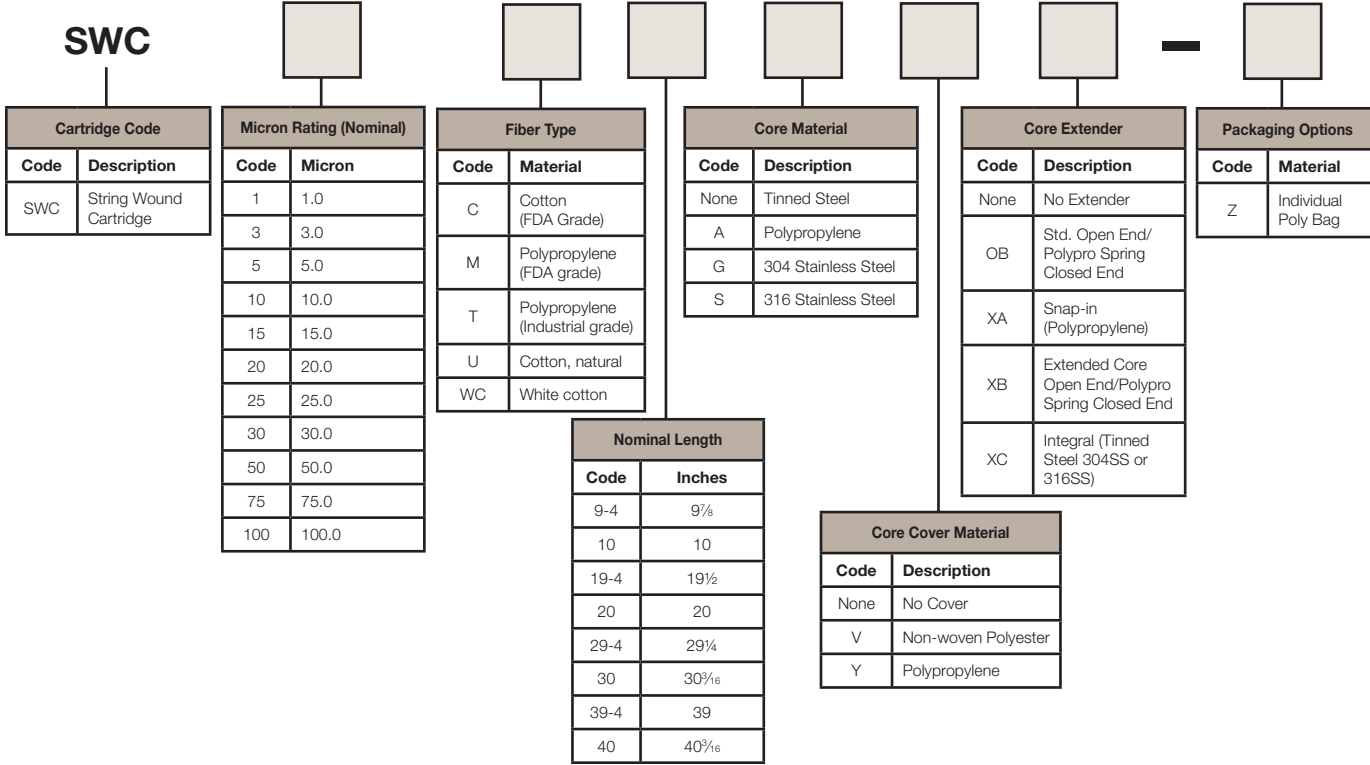 SWC
Cartridge Code
Code Description
SWC String Wound
Cartridge
Micron Rating (Nominal)
Code Micron
1 1.0
3 3.0
5 5.0
10 10.0
15 15.0
20 20.0
25 25.0
30 30.0
50 50.0
75 75.0
100 100.0
Fiber Type
Code Material
C Cotton
(FDA Grade)
M Polypropylene
(FDA grade)
T Polypropylene
(Industrial grade)
U Cotton, natural
WC White cotton
Nominal Length
Code Inches
9-4 9⅞
10 10
19-4 19½
20 20
29-4 29¼
30 30³⁄₁₆
39-4 39
40 40³⁄₁₆
Core Material
Code Description
None Tinned Steel
A Polypropylene
G 304 Stainless Steel
S 316 Stainless Steel
Core Cover Material
Code Description
None No Cover
V Non-woven Polyester
Y Polypropylene
Core Extender
Code Description
None No Extender
OB Std. Open End/
Polypro Spring
Closed End
XA Snap-in
(Polypropylene)
XB Extended Core
Open End/Polypro
Spring Closed End
XC Integral (Tinned
Steel 304SS or
316SS)
Packaging Options
Code Material
Z Individual
Poly Bag